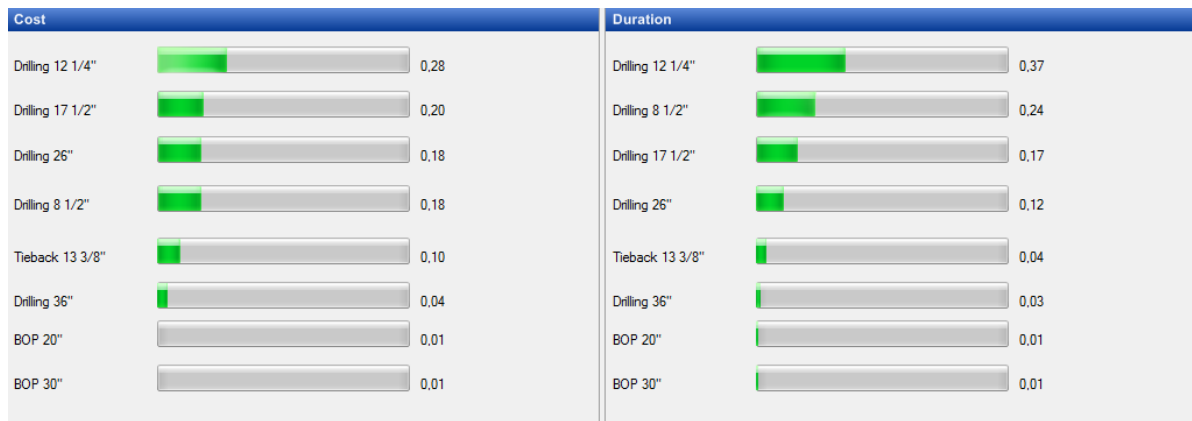 Cost
Drilling 12 1/4" 0,28
Drilling 17 1/2" 0,20
Drilling 26" 0,18
Drilling 8 1/2" 0,18
Tieback 13 3/8" 0,10
Drilling 36" 0,04
BOP 20" 0,01
BOP 30" 0,01
Duration
Drilling 12 1/4" 0,37
Drilling 8 1/2" 0,24
Drilling 17 1/2" 0,17
Drilling 26" 0,12
Tieback 13 3/8" 0,04
Drilling 36" 0,03
BOP 20" 0,01
BOP 30" 0,01